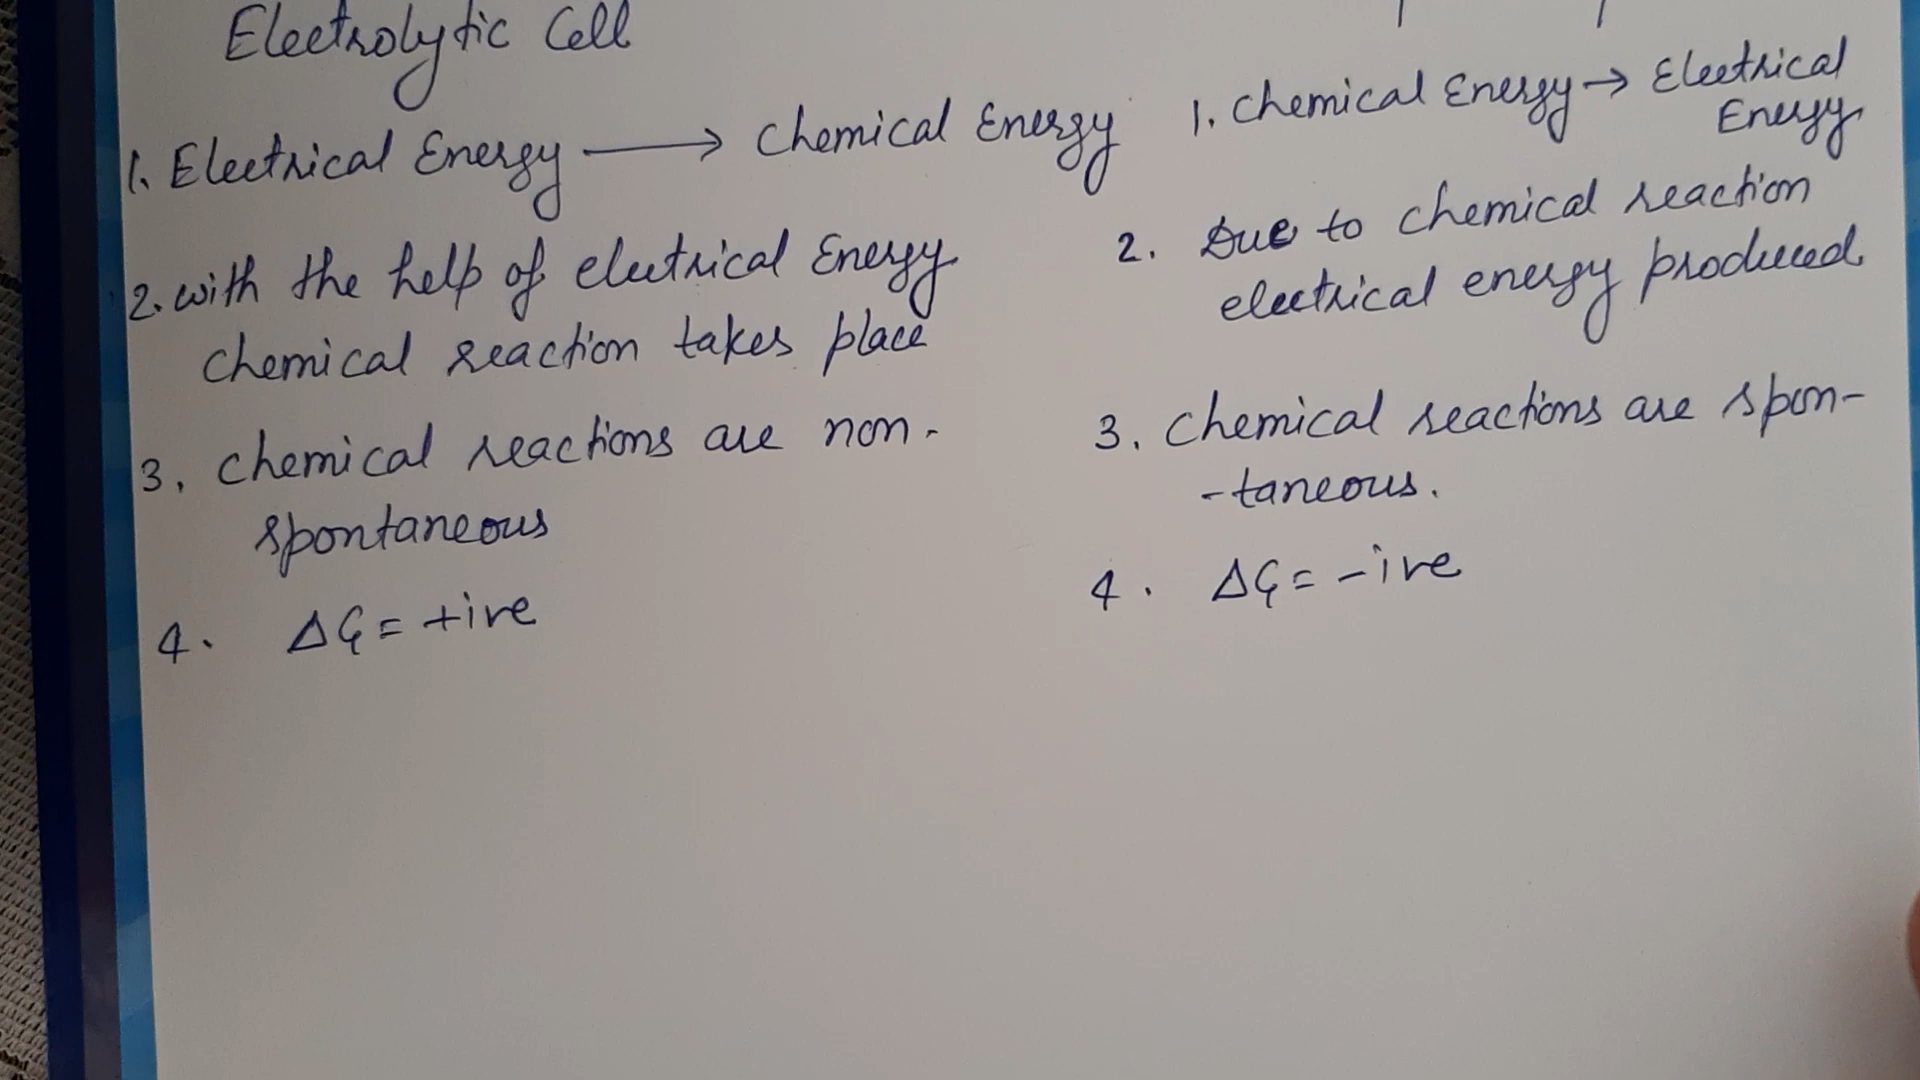 Electrolytic Cell
1. Electrical Energy → Chemical Energy
2. with the help of electrical Energy
chemical reaction takes place
3. chemical reactions are non-
spontaneous
4. ΔG = +ive
1. Chemical Energy → Electrical
Energy
2. Due to chemical reaction
electrical energy produced
3. Chemical reactions are spon-
-taneous.
4. ΔG = -ive